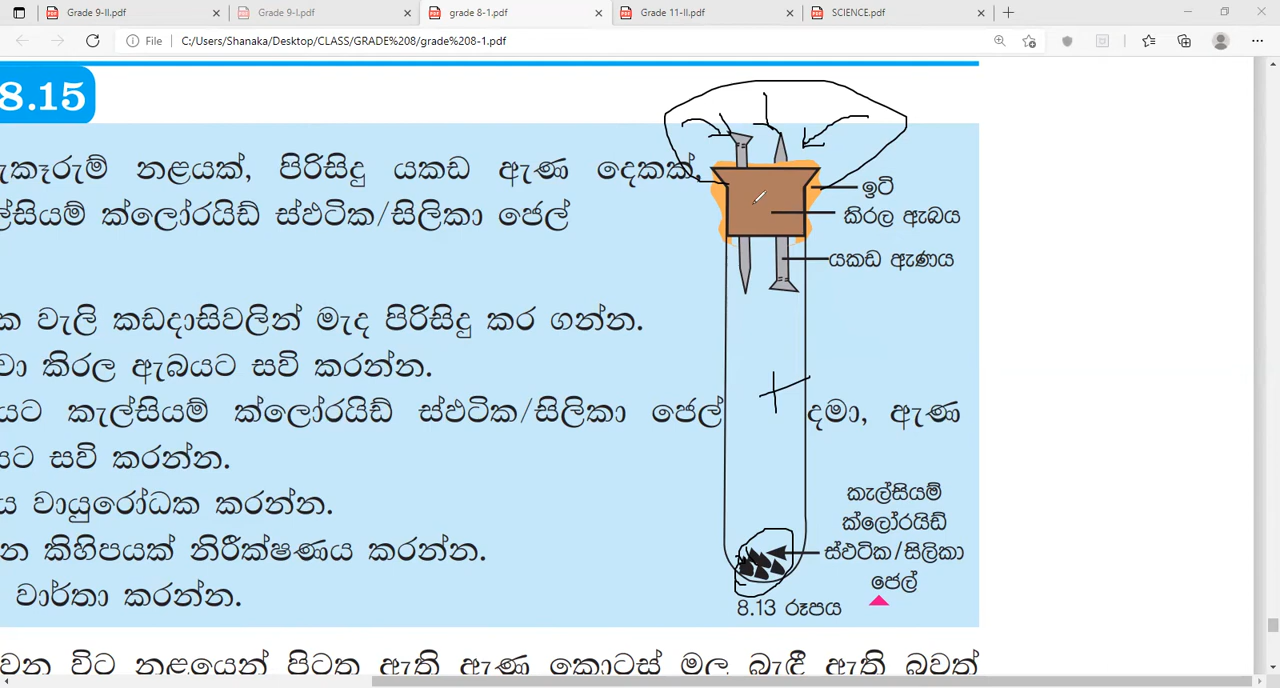 Grade 9-II.pdf
Grade 9-I.pdf
grade 8-1.pdf
Grade 11-II.pdf
SCIENCE.pdf
File
C:/Users/Shanaka/Desktop/CLASS/GRADE%208/grade%208-1.pdf
8.15
නළයක්, පිරිසිදු යකඩ ඇණ දෙකක්,
ක්ලෝරයිඩ් ස්ඵටික/සිලිකා ජෙල්
ඉටි
කිරල ඇබය
යකඩ ඇණය
වැලි කඩදාසිවලින් මැද පිරිසිදු කර ගන්න.
කිරල ඇබයට සවි කරන්න.
කැල්සියම් ක්ලෝරයිඩ් ස්ඵටික/සිලිකා ජෙල් දමා, ඇණ
සවි කරන්න.
වායුරෝධක කරන්න.
කිහිපයක් නිරීක්ෂණය කරන්න.
වාර්තා කරන්න.
කැල්සියම්
ක්ලෝරයිඩ්
ස්ඵටික/සිලිකා
ජෙල්
8.13 රූපය
විට නළයෙන් පිටත ඇති ඇණ කොටස් මල බැඳී ඇති බවත්